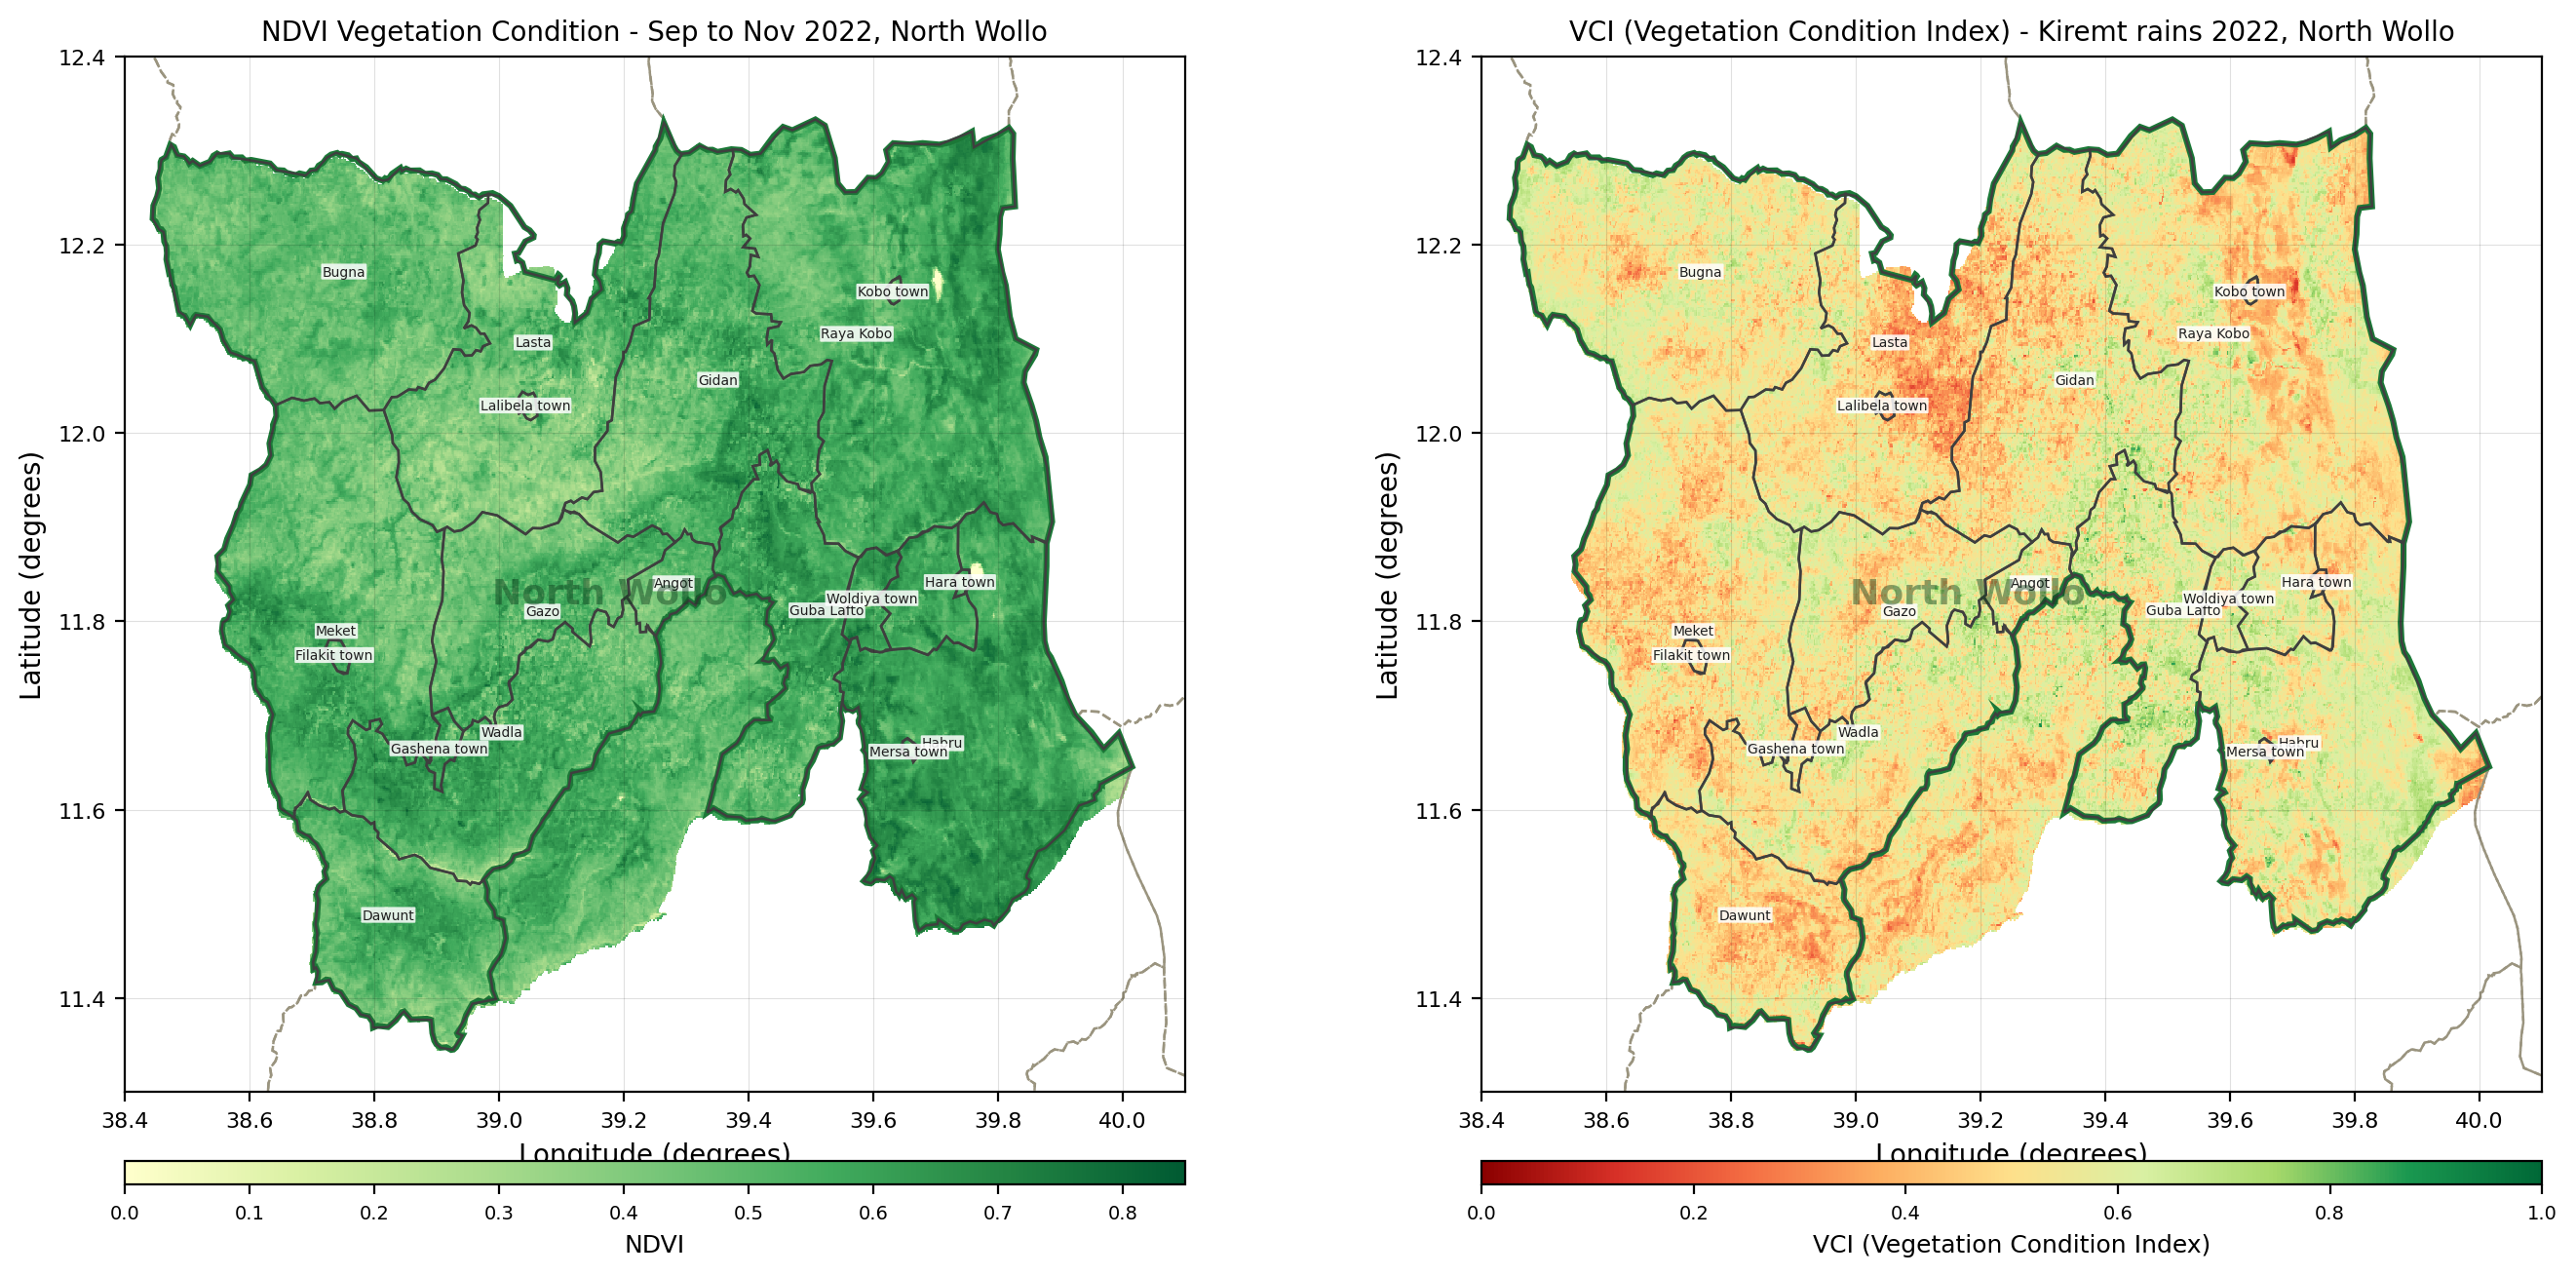 NDVI Vegetation Condition - Sep to Nov 2022, North Wollo
12.4
12.2
12.0
11.8
11.6
11.4
Latitude (degrees)
Bugna
Kobo town
Raya Kobo
Lasta
Gidan
Lalibela town
North Wollo
Angot
Hara town
Woldiya town
Guba Lafto
Gazo
Meket
Filakit town
Wadla
Gashena town
Habru
Mersa town
Dawunt
38.4 38.6 38.8 39.0 39.2 39.4 39.6 39.8 40.0
Longitude (degrees)
0.0 0.1 0.2 0.3 0.4 0.5 0.6 0.7 0.8
NDVI
VCI (Vegetation Condition Index) - Kiremt rains 2022, North Wollo
12.4
12.2
12.0
11.8
11.6
11.4
Latitude (degrees)
Bugna
Kobo town
Raya Kobo
Lasta
Gidan
Lalibela town
North Wollo
Angot
Hara town
Woldiya town
Guba Lafto
Gazo
Meket
Filakit town
Wadla
Gashena town
Habru
Mersa town
Dawunt
38.4 38.6 38.8 39.0 39.2 39.4 39.6 39.8 40.0
Longitude (degrees)
0.0 0.2 0.4 0.6 0.8 1.0
VCI (Vegetation Condition Index)